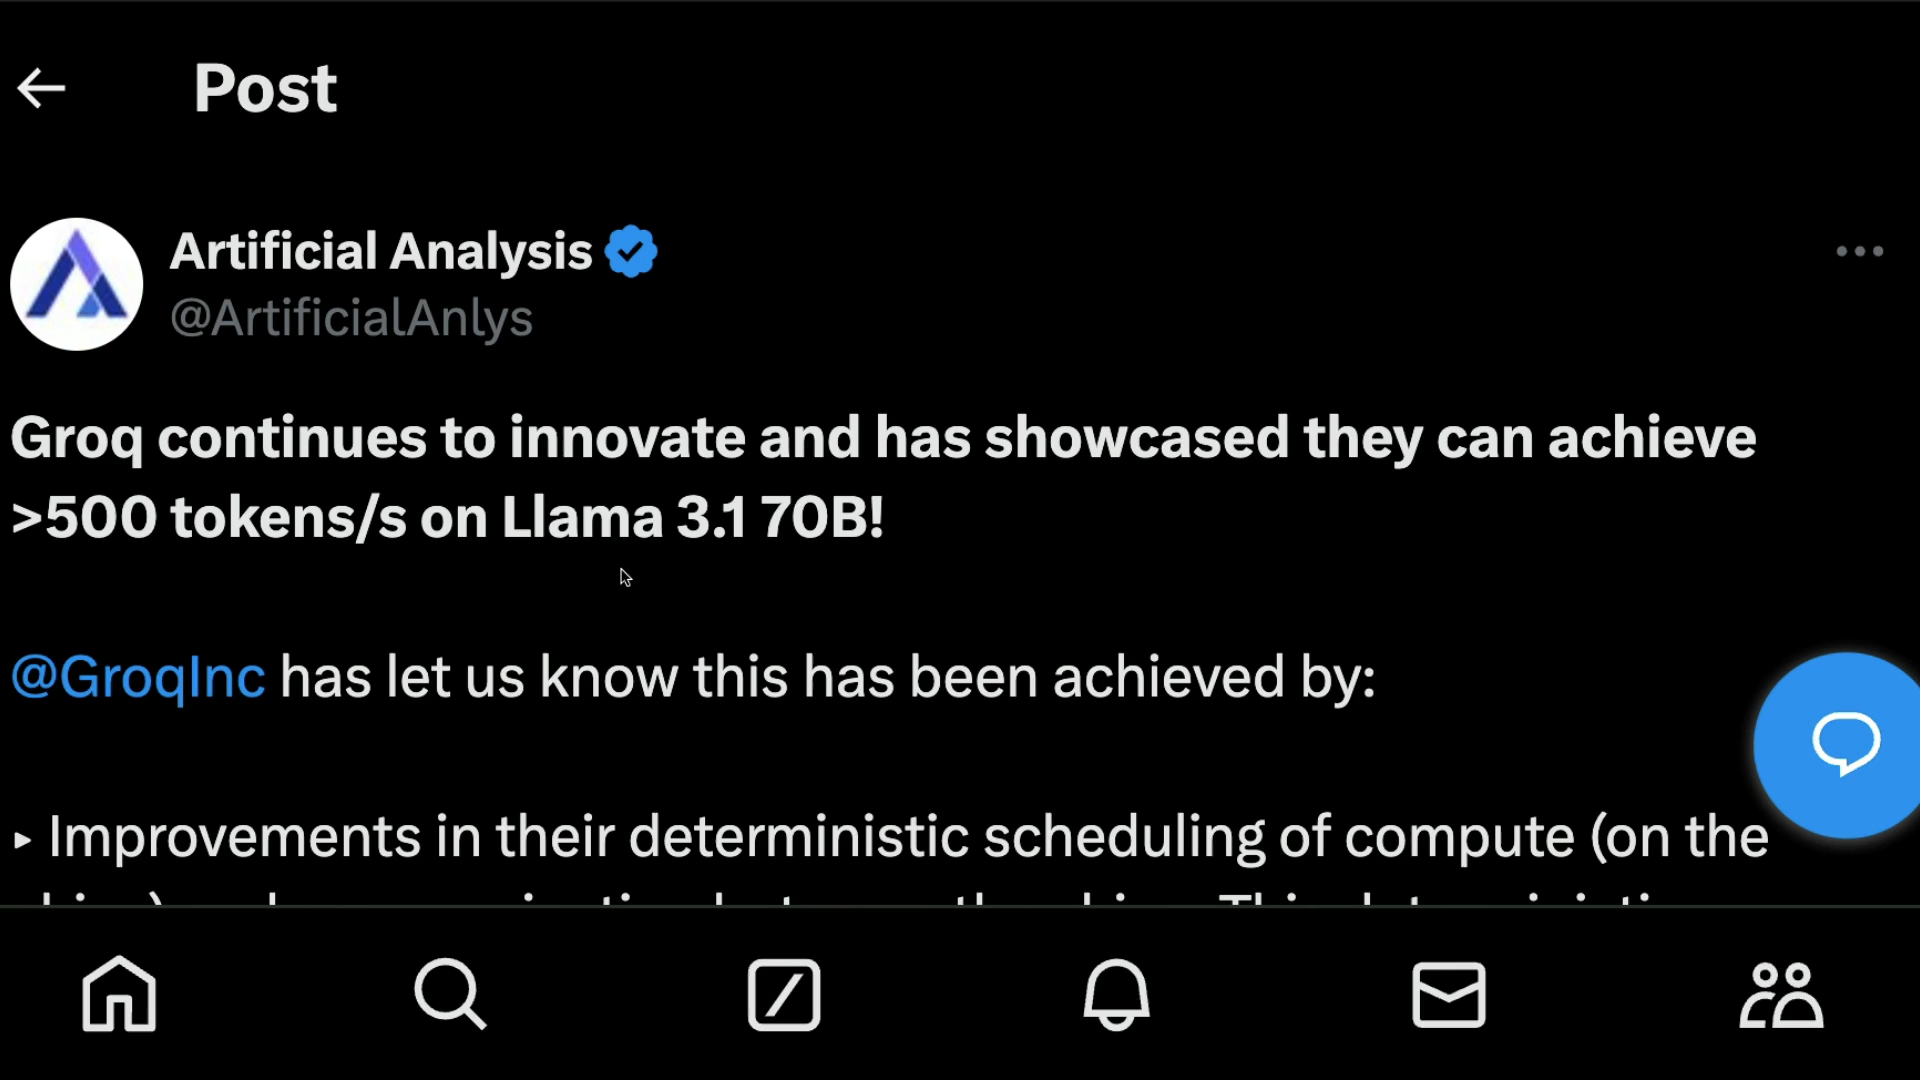 Post
Artificial Analysis
@ArtificialAnlys
Groq continues to innovate and has showcased they can achieve
>500 tokens/s on Llama 3.1 70B!
@GroqInc has let us know this has been achieved by:
▸ Improvements in their deterministic scheduling of compute (on the